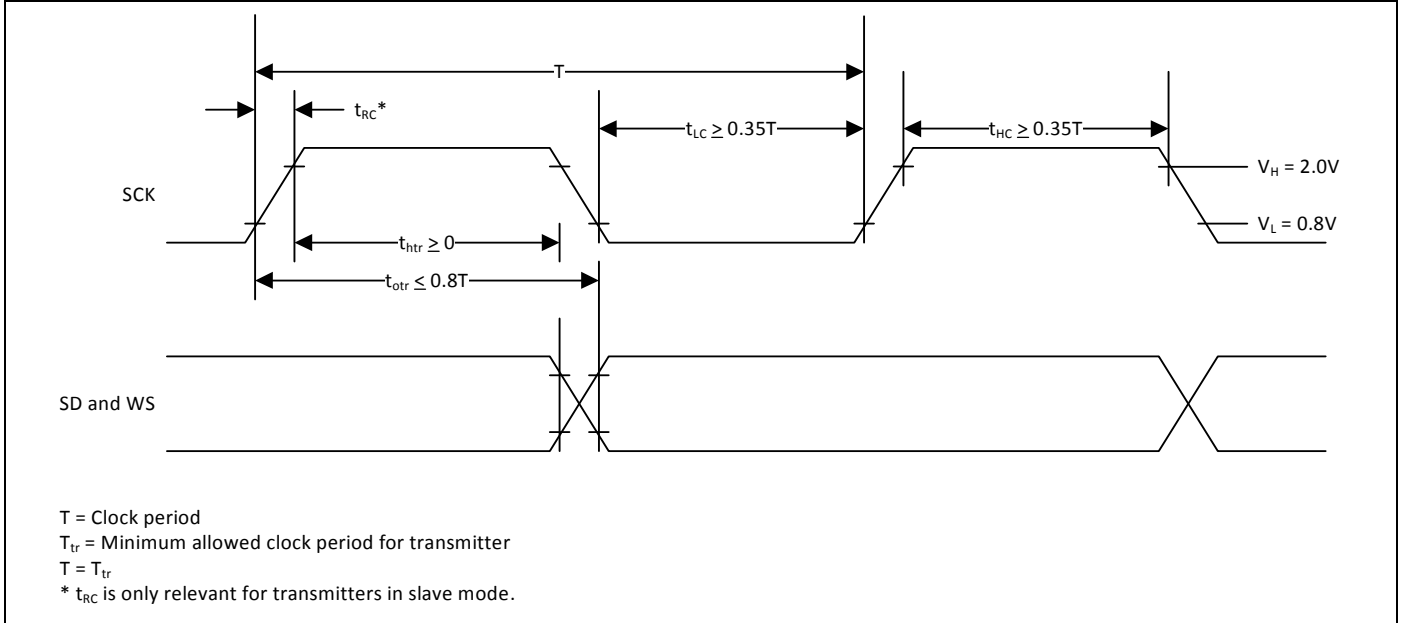 T
t_RC*
t_LC ≥ 0.35T
t_HC ≥ 0.35T
SCK
V_H = 2.0V
V_L = 0.8V
t_htr ≥ 0
t_otr ≤ 0.8T
SD and WS
T = Clock period
T_tr = Minimum allowed clock period for transmitter
T = T_tr
* t_RC is only relevant for transmitters in slave mode.